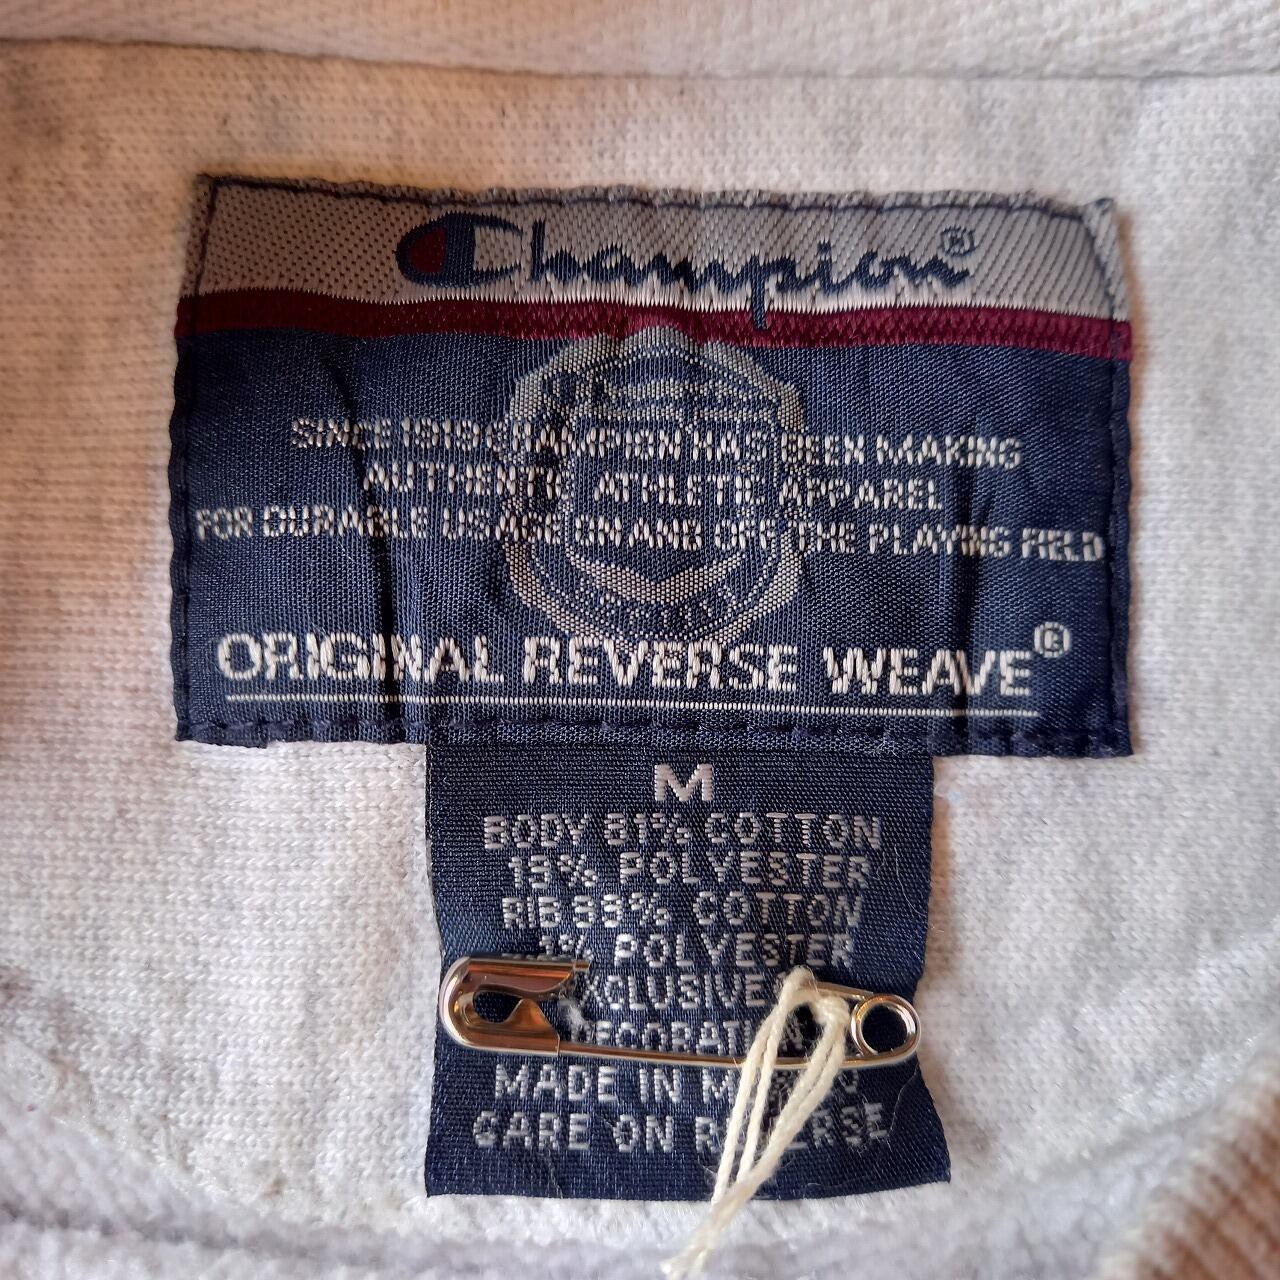 Champion®
SINCE 1919 CHAMPION HAS BEEN MAKING
AUTHENTIC ATHLETIC APPAREL
FOR DURABLE USAGE ON AND OFF THE PLAYING FIELD
ORIGINAL REVERSE WEAVE®
M
BODY 81% COTTON
19% POLYESTER
RIB 99% COTTON
1% POLYESTER
MADE IN
CARE ON REVERSE